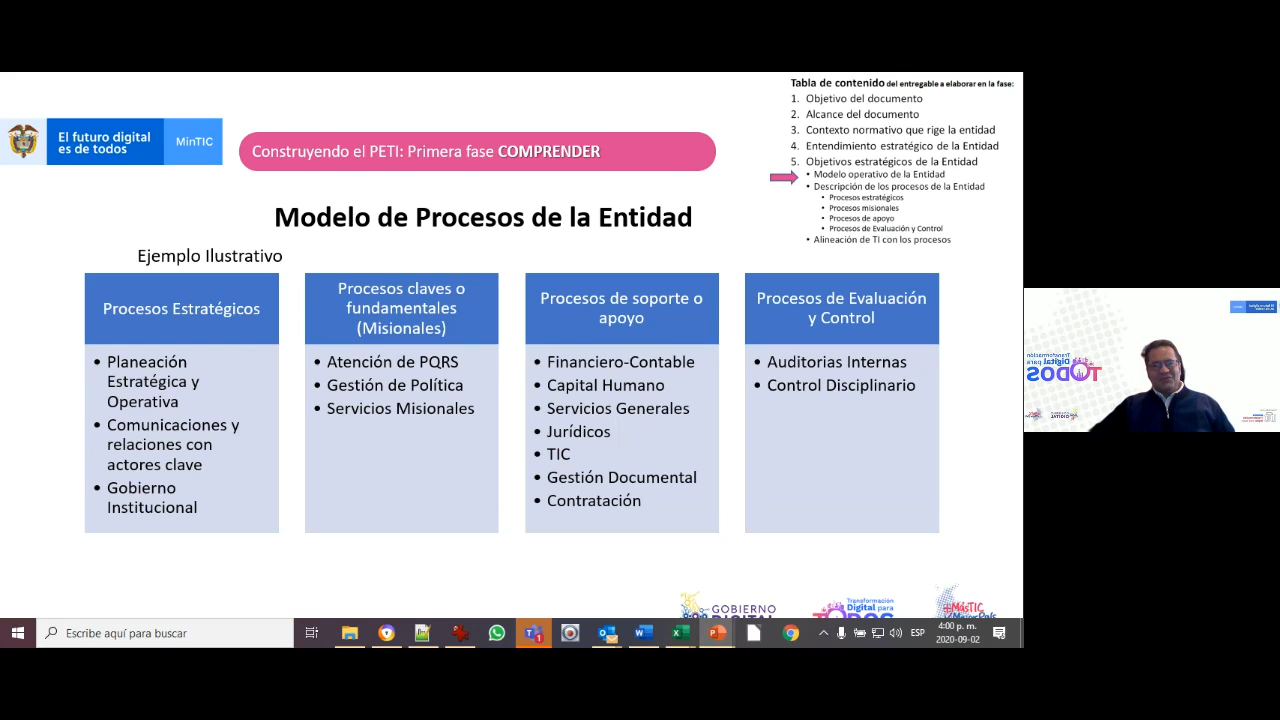 Tabla de contenido del entregable a elaborar en la fase:
1. Objetivo del documento
2. Alcance del documento
3. Contexto normativo que rige la entidad
4. Entendimiento estratégico de la Entidad
5. Objetivos estratégicos de la Entidad
• Modelo operativo de la Entidad
• Descripción de los procesos de la Entidad
• Procesos estratégicos
• Procesos misionales
• Procesos de apoyo
• Procesos de Evaluación y Control
• Alineación de TI con los procesos
El futuro digital
es de todos
MinTIC
Construyendo el PETI: Primera fase COMPRENDER
Modelo de Procesos de la Entidad
Ejemplo Ilustrativo
Procesos Estratégicos
• Planeación
Estratégica y
Operativa
• Comunicaciones y
relaciones con
actores clave
• Gobierno
Institucional
Procesos claves o
fundamentales
(Misionales)
• Atención de PQRS
• Gestión de Política
• Servicios Misionales
Procesos de soporte o
apoyo
• Financiero-Contable
• Capital Humano
• Servicios Generales
• Jurídicos
• TIC
• Gestión Documental
• Contratación
Procesos de Evaluación
y Control
• Auditorias Internas
• Control Disciplinario
Transformación
Digital para
TODOS
GOBIERNO
DIGITAL
Transformación
Digital para
TODOS
+MásTIC
Escribe aquí para buscar
ESP
4:00 p. m.
2020-09-02